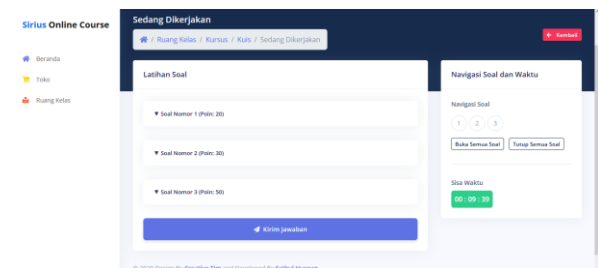 Sirius Online Course
Beranda
Toko
Ruang Kelas
Sedang Dikerjakan
/ Ruang Kelas / Kursus / Kuis / Sedang Dikerjakan
← Kembali
Latihan Soal
▼ Soal Nomor 1 (Poin: 20)
▼ Soal Nomor 2 (Poin: 30)
▼ Soal Nomor 3 (Poin: 50)
Kirim Jawaban
Navigasi Soal dan Waktu
Navigasi Soal
1 2 3
Buka Semua Soal Tutup Semua Soal
Sisa Waktu
00 : 09 : 39